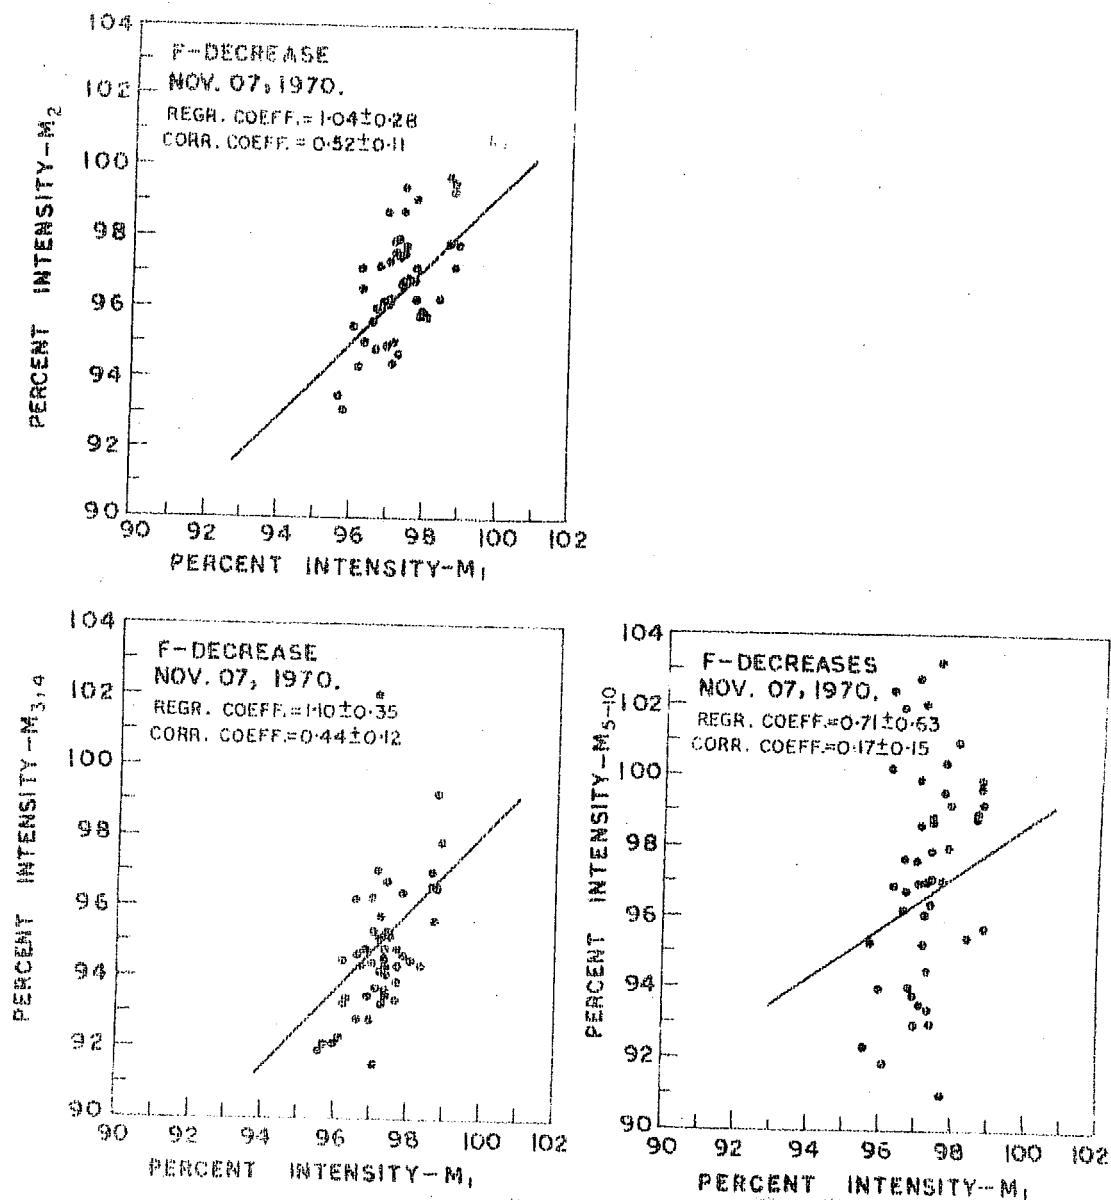 104
102
100
98
96
94
92
90
PERCENT INTENSITY-M2
F-DECREASE
NOV. 07, 1970.
REGR. COEFF.=1·04±0·28
CORR. COEFF.=0·52±0·11
90 92 94 96 98 100 102
PERCENT INTENSITY-M1
104
102
100
98
96
94
92
90
PERCENT INTENSITY-M3,4
F-DECREASE
NOV. 07, 1970.
REGR. COEFF.=1·10±0·35
CORR. COEFF.=0·44±0·12
90 92 94 96 98 100 102
PERCENT INTENSITY-M1
104
102
100
98
96
94
92
90
PERCENT INTENSITY-M5-10
F-DECREASES
NOV. 07, 1970.
REGR. COEFF.=0·71±0·63
CORR. COEFF.=0·17±0·15
90 92 94 96 98 100 102
PERCENT INTENSITY-M1